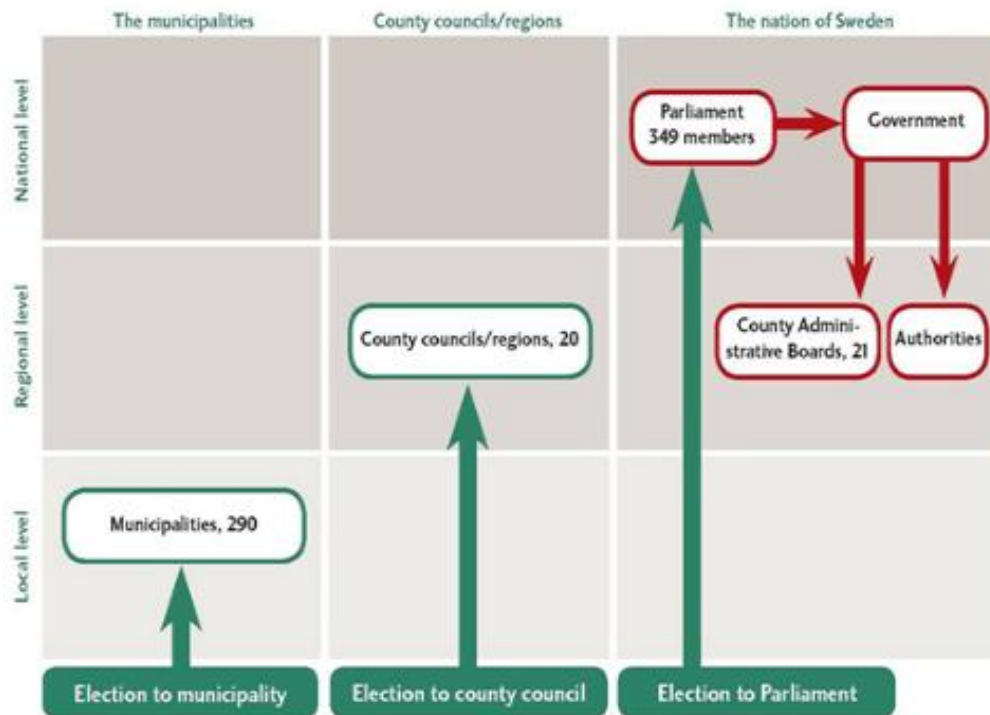 The municipalities
County councils/regions
The nation of Sweden
National level
Parliament
349 members
Government
Regional level
County councils/regions, 20
County Admini-
strative Boards, 21
Authorities
Local level
Municipalities, 290
Election to municipality
Election to county council
Election to Parliament